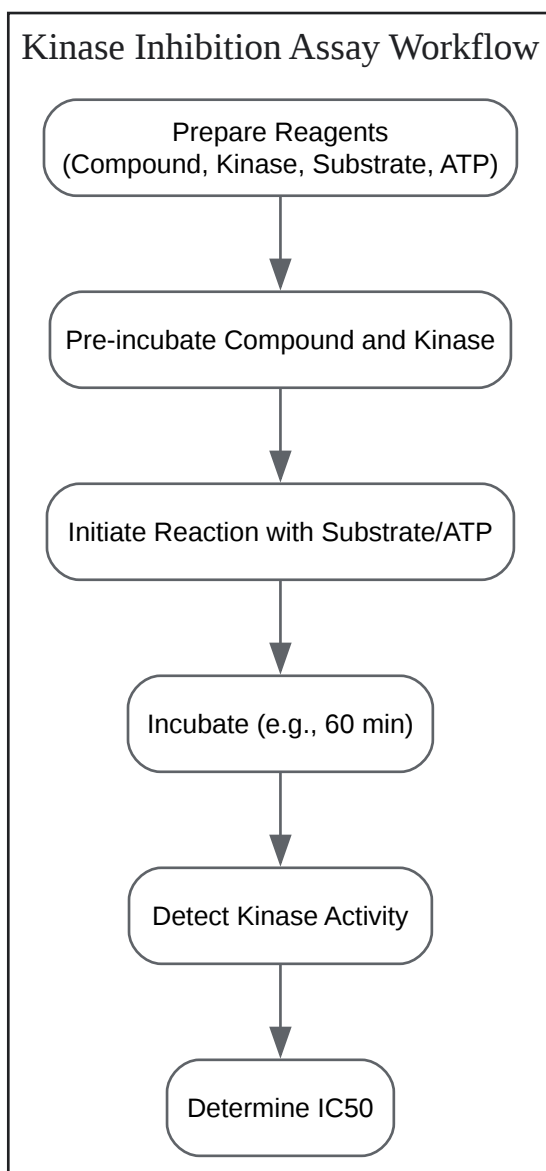 Kinase Inhibition Assay Workflow
Prepare Reagents
(Compound, Kinase, Substrate, ATP)
Pre-incubate Compound and Kinase
Initiate Reaction with Substrate/ATP
Incubate (e.g., 60 min)
Detect Kinase Activity
Determine IC50